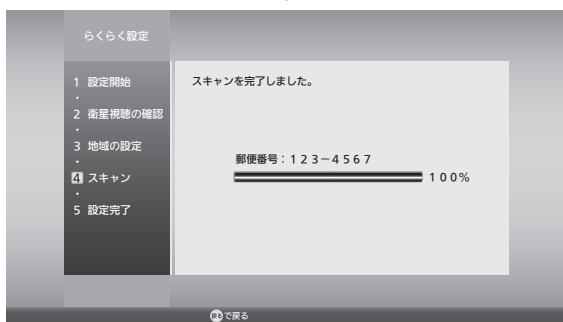 らくらく設定
1 設定開始
2 衛星視聴の確認
3 地域の設定
4 スキャン
5 設定完了
スキャンを完了しました。
郵便番号：１２３－４５６７
１００%
戻るで戻る